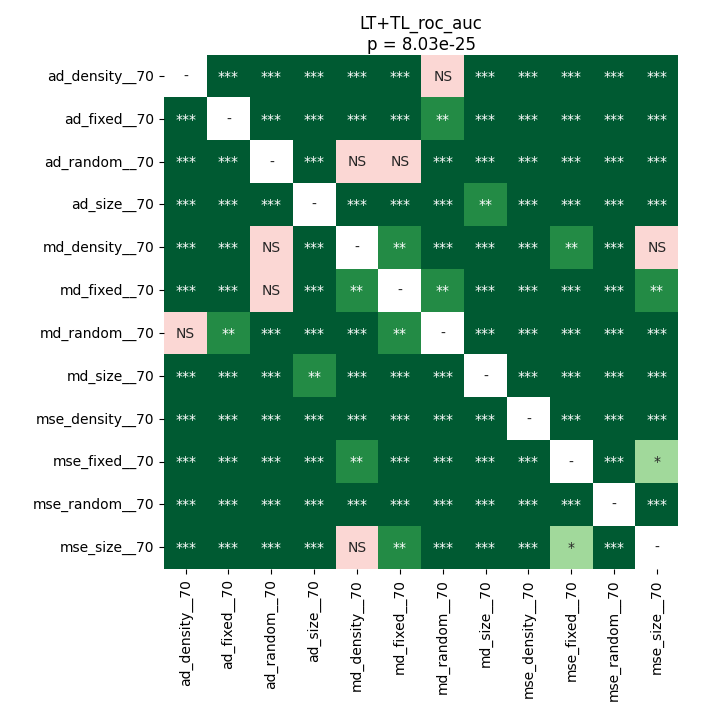 LT+TL_roc_auc
p = 8.03e-25
ad_density__70 - *** *** *** *** *** NS *** *** *** *** ***
ad_fixed__70 *** - *** *** *** *** ** *** *** *** *** ***
ad_random__70 *** *** - *** NS NS *** *** *** *** *** ***
ad_size__70 *** *** *** - *** *** *** ** *** *** *** ***
md_density__70 *** *** NS *** - ** *** *** *** ** *** NS
md_fixed__70 *** *** NS *** ** - ** *** *** *** *** **
md_random__70 NS ** *** *** *** ** - *** *** *** *** ***
md_size__70 *** *** *** ** *** *** *** - *** *** *** ***
mse_density__70 *** *** *** *** *** *** *** *** - *** *** ***
mse_fixed__70 *** *** *** *** ** *** *** *** *** - *** *
mse_random__70 *** *** *** *** *** *** *** *** *** *** - ***
mse_size__70 *** *** *** *** NS ** *** *** *** * *** -
ad_density__70
ad_fixed__70
ad_random__70
ad_size__70
md_density__70
md_fixed__70
md_random__70
md_size__70
mse_density__70
mse_fixed__70
mse_random__70
mse_size__70